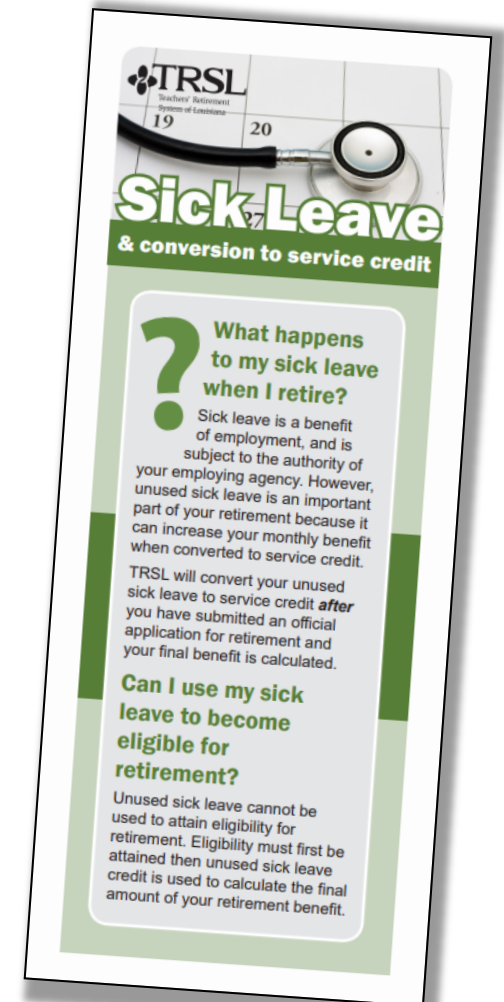 TRSL
Teachers' Retirement
System of Louisiana
19
20
27
Sick Leave
& conversion to service credit
?
What happens
to my sick leave
when I retire?
Sick leave is a benefit
of employment, and is
subject to the authority of
your employing agency. However,
unused sick leave is an important
part of your retirement because it
can increase your monthly benefit
when converted to service credit.
TRSL will convert your unused
sick leave to service credit after
you have submitted an official
application for retirement and
your final benefit is calculated.
Can I use my sick
leave to become
eligible for
retirement?
Unused sick leave cannot be
used to attain eligibility for
retirement. Eligibility must first be
attained then unused sick leave
credit is used to calculate the final
amount of your retirement benefit.